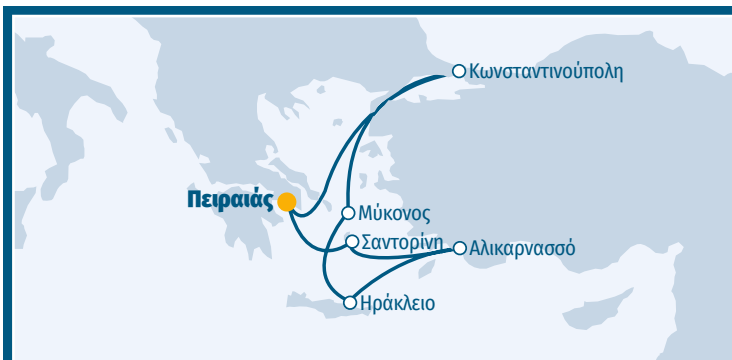 Κωνσταντινούπολη
Πειραιάς
Μύκονος
Σαντορίνη
Αλικαρνασσό
Ηράκλειο